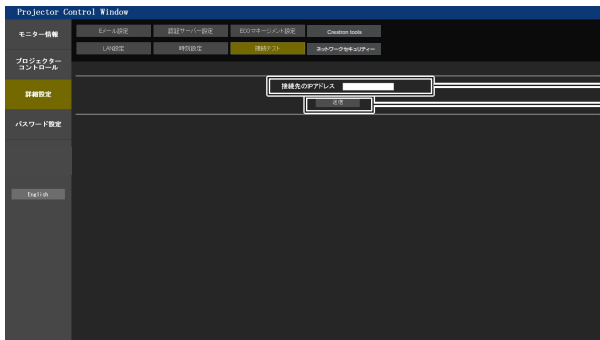 Projector Control Window
モニター情報
プロジェクター
コントロール
詳細設定
パスワード設定
English
Eメール設定 認証サーバー設定 ECOマネージメント設定 Crestron tools
LAN設定 時刻設定 接続テスト ネットワークセキュリティー
接続先のIPアドレス
送信